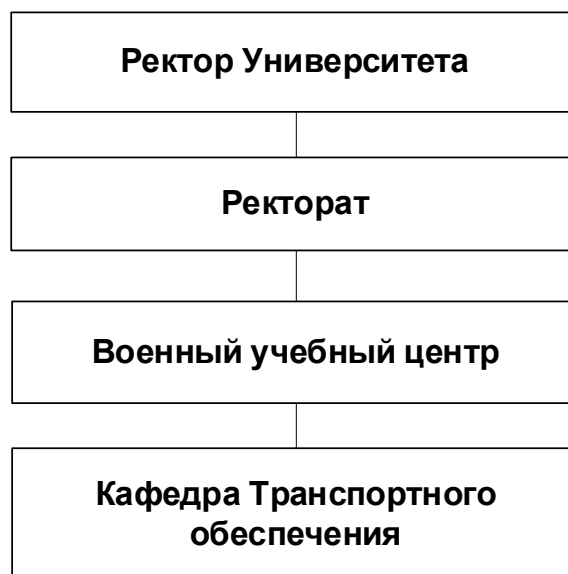 Ректор Университета
Ректорат
Военный учебный центр
Кафедра Транспортного
обеспечения